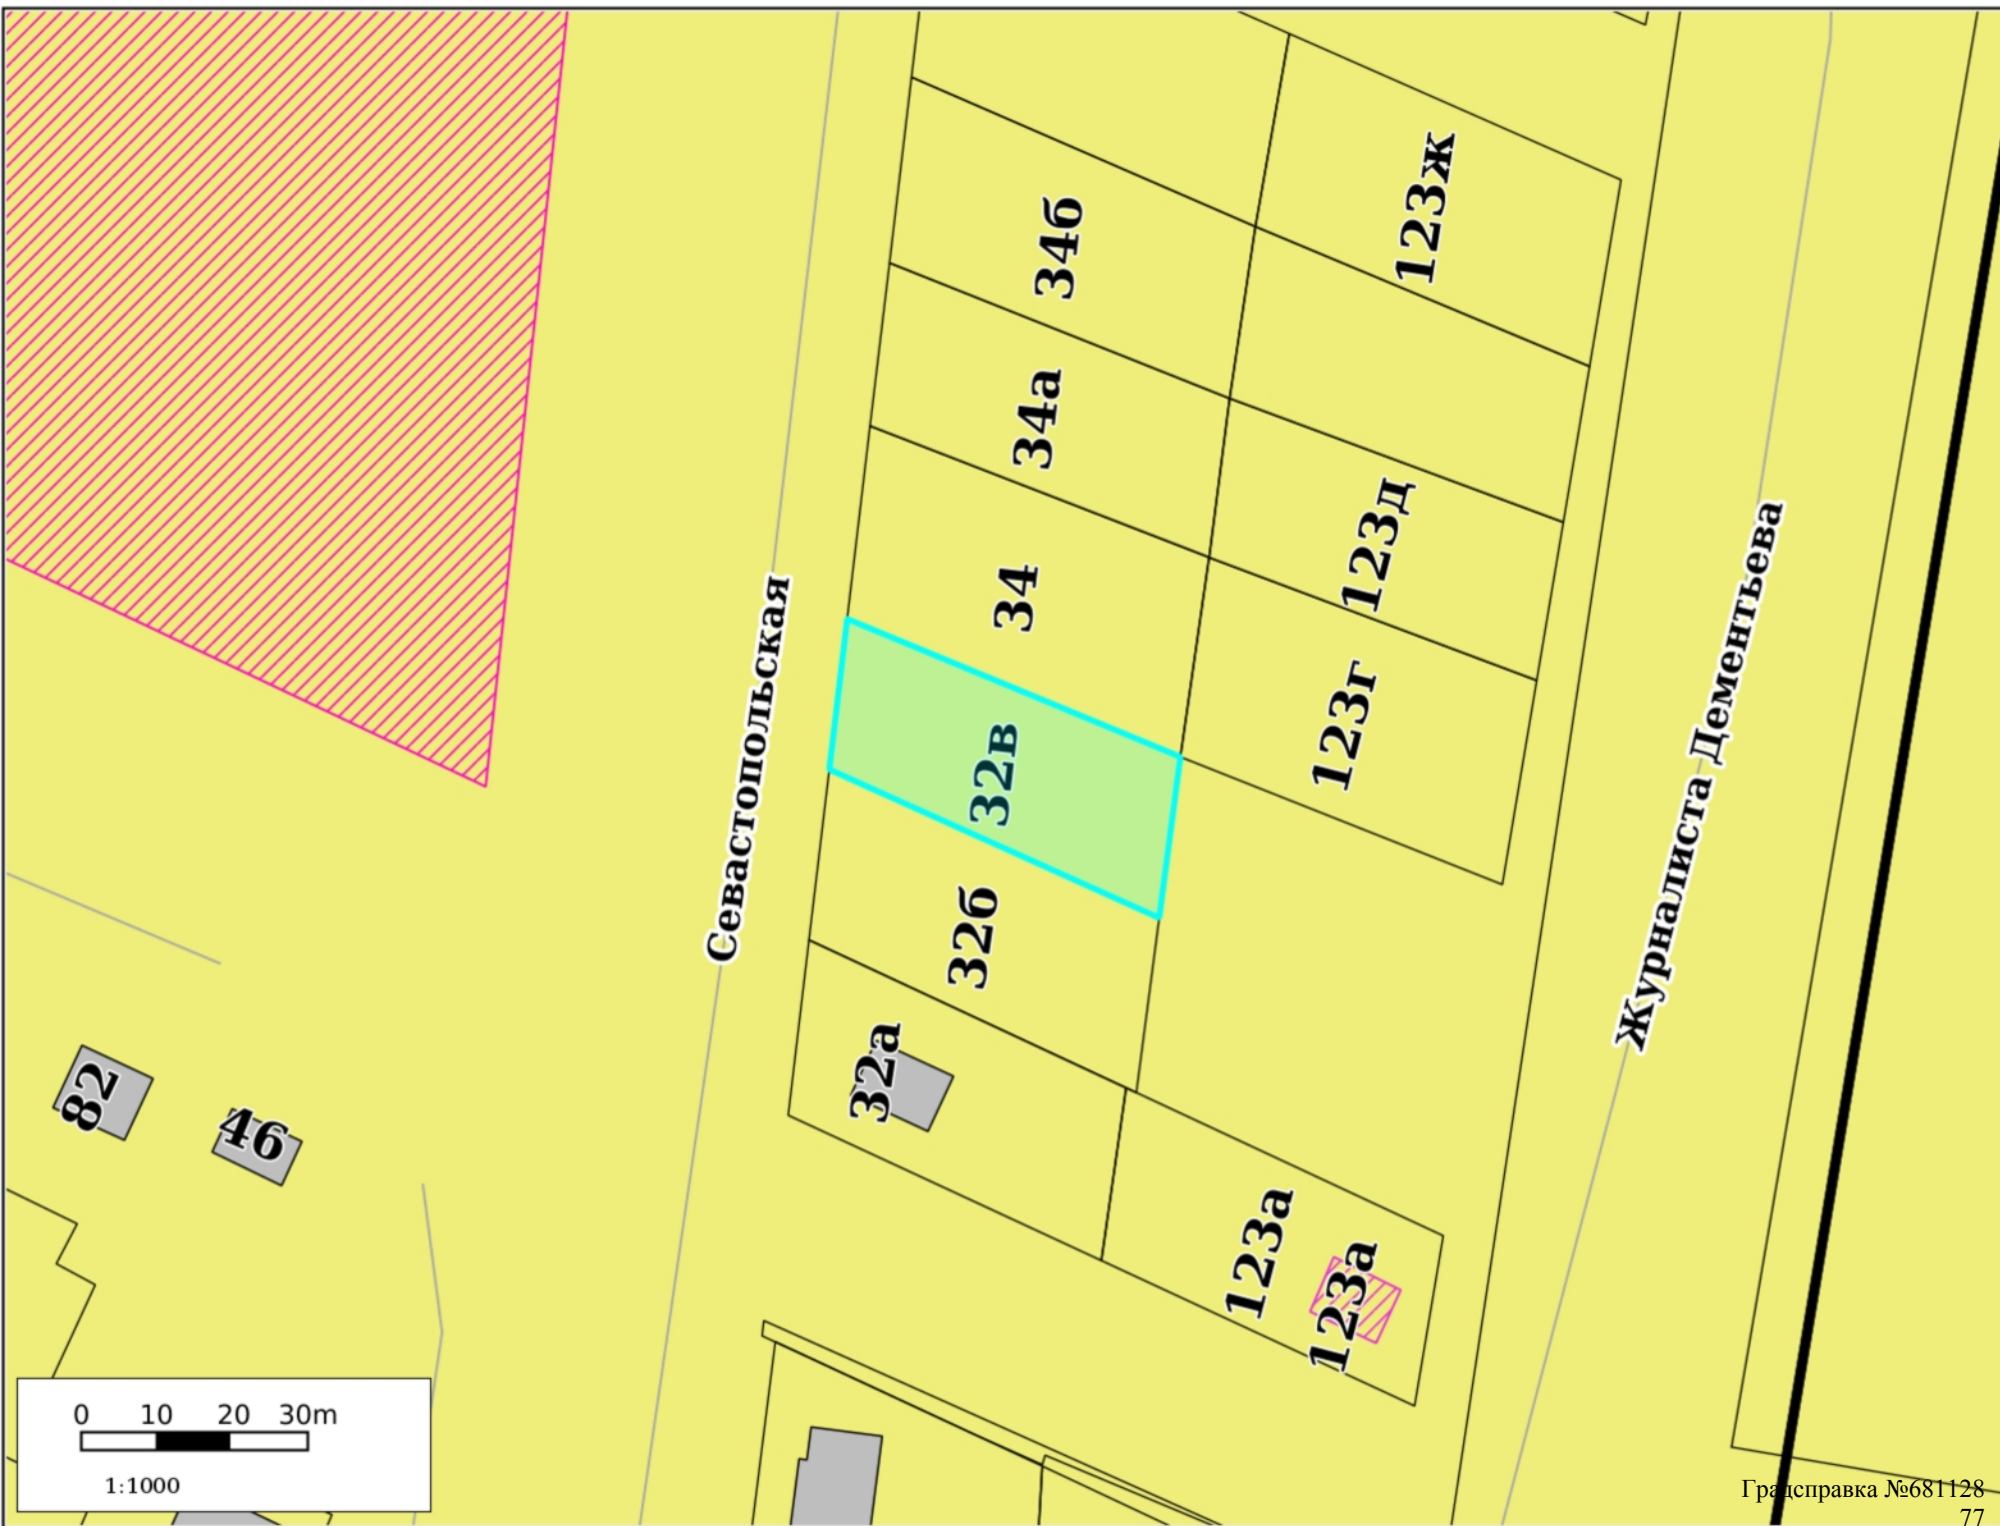 123ж
34б
34а
123д
34
123г
Севастопольская
Журналиста Дементьева
32в
32б
32а
82
46
123а
123а
0 10 20 30m
1:1000
Градсправка №681128
77